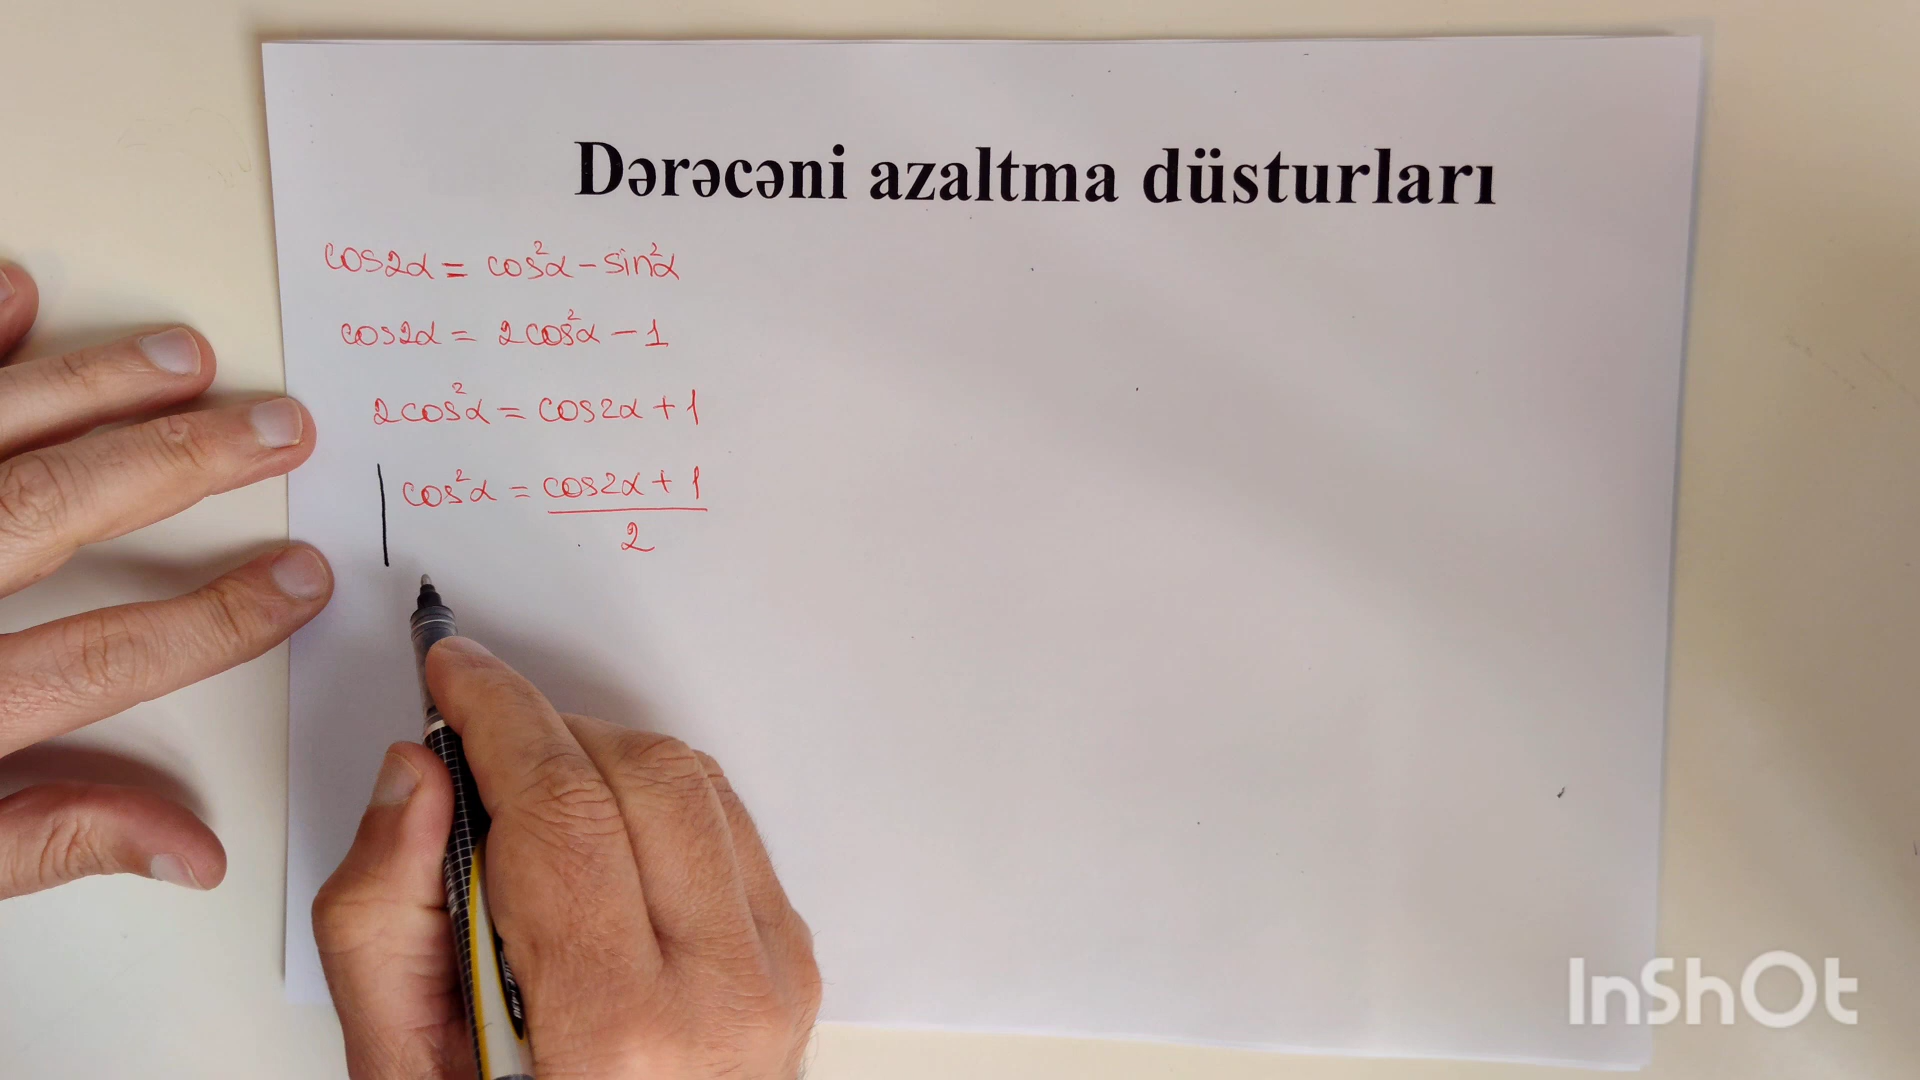 Dərəcəni azaltma düsturları
cos2α = cos²α - sin²α
cos2α = 2cos²α - 1
2cos²α = cos2α + 1
cos²α = cos2α + 1
2
InShOt